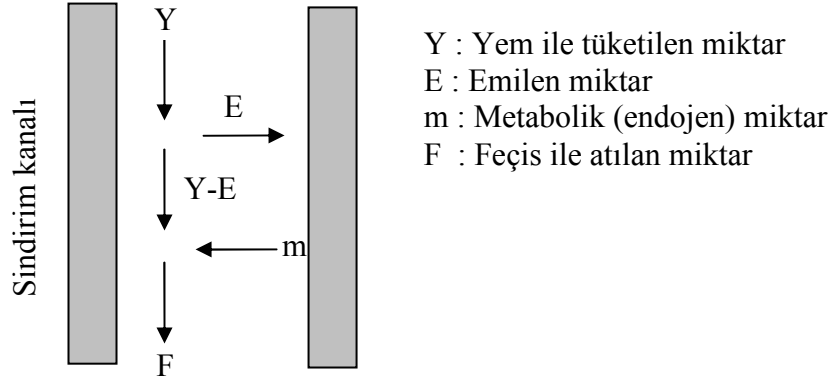 Y
E
Y-E
m
F
Sindirim kanalı
Y : Yem ile tüketilen miktar
E : Emilen miktar
m : Metabolik (endojen) miktar
F : Feçis ile atılan miktar